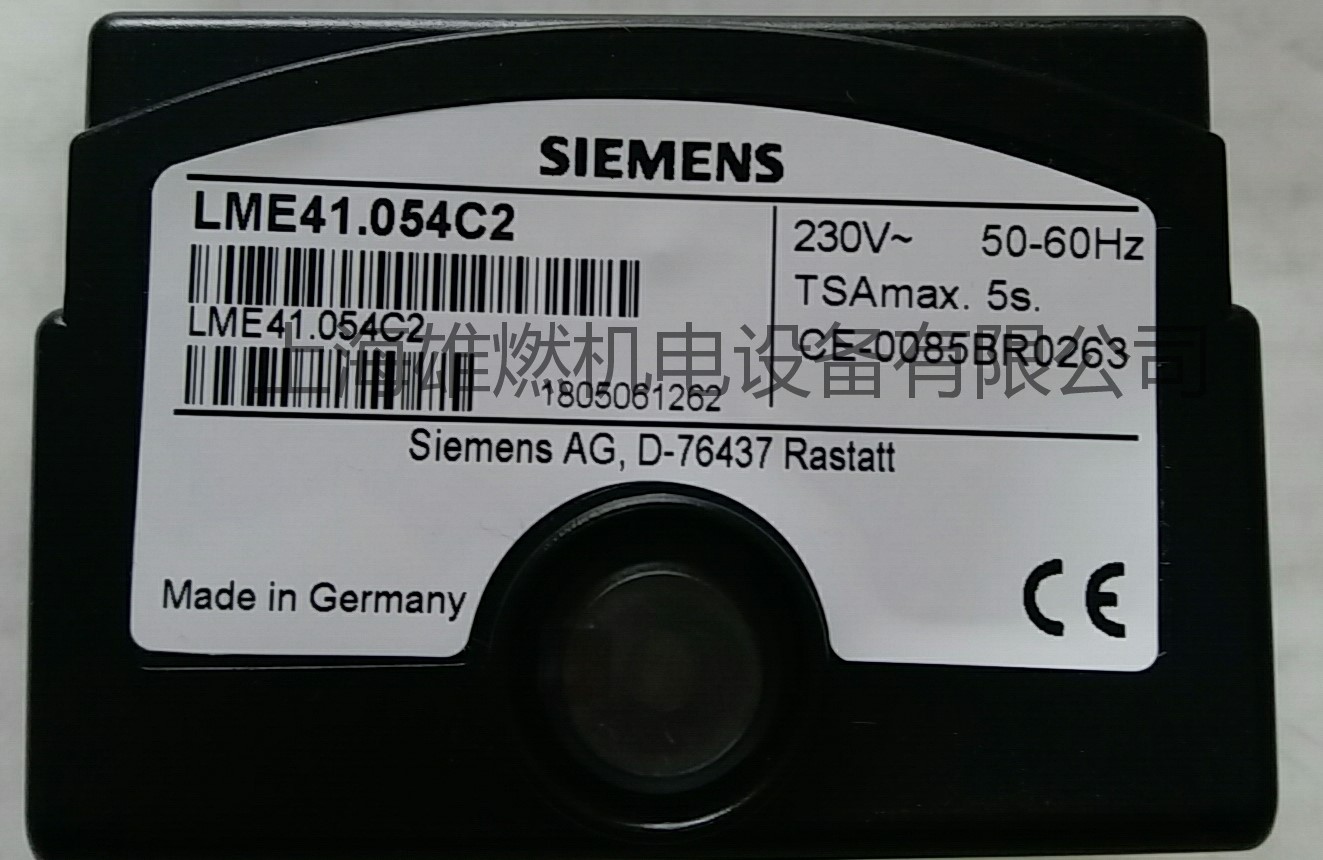 SIEMENS
LME41.054C2
230V~ 50-60Hz
TSAmax. 5s.
LME41.054C2
CE-0085BR0263
上海雄燃机电设备有限公司
1805061262
Siemens AG, D-76437 Rastatt
Made in Germany
CE